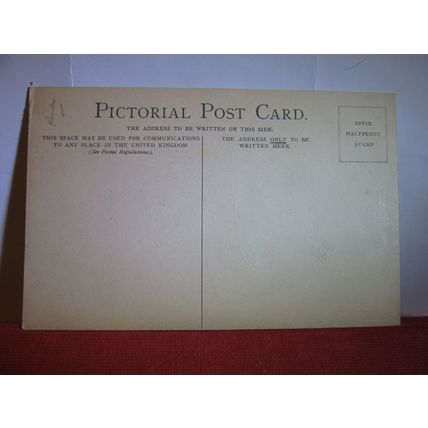 PICTORIAL POST CARD.
THE ADDRESS TO BE WRITTEN ON THIS SIDE.
THIS SPACE MAY BE USED FOR COMMUNICATIONS
TO ANY PLACE IN THE UNITED KINGDOM
(See Postal Regulations).
THE ADDRESS ONLY TO BE
WRITTEN HERE.
AFFIX
HALFPENNY
STAMP